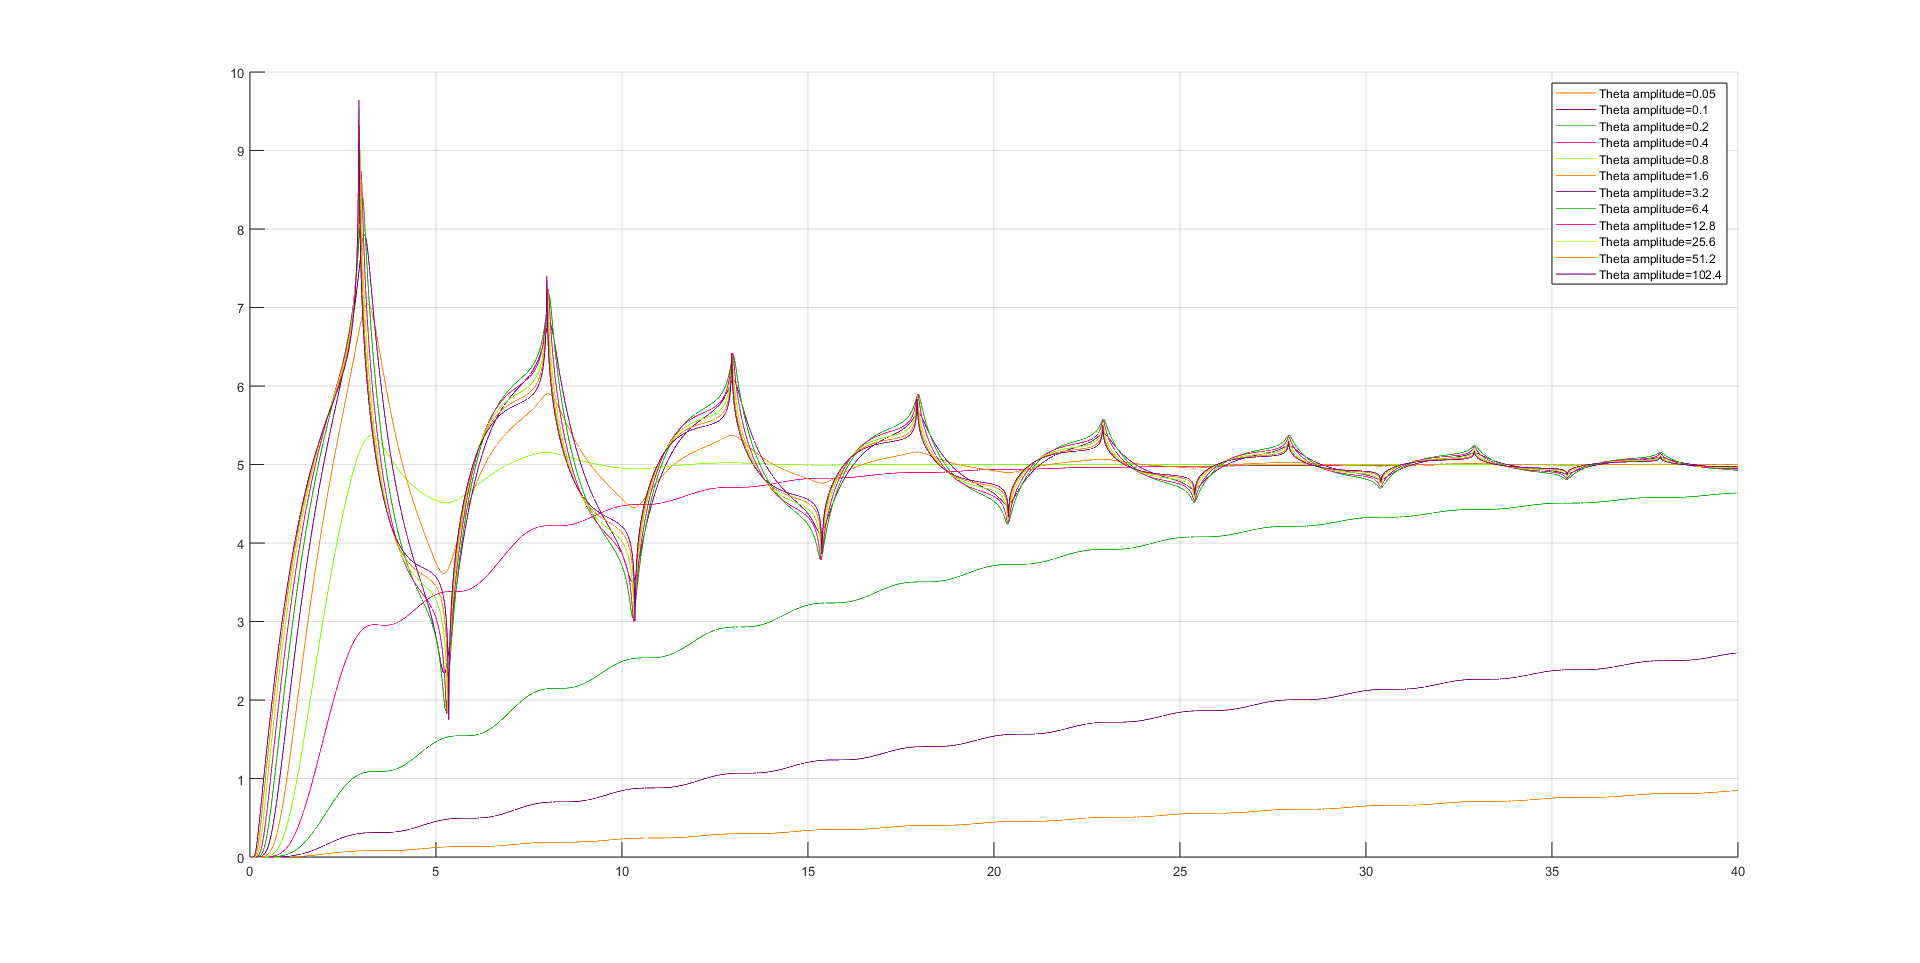 10
9
8
7
6
5
4
3
2
1
0
0 5 10 15 20 25 30 35 40
Theta amplitude=0.05
Theta amplitude=0.1
Theta amplitude=0.2
Theta amplitude=0.4
Theta amplitude=0.8
Theta amplitude=1.6
Theta amplitude=3.2
Theta amplitude=6.4
Theta amplitude=12.8
Theta amplitude=25.6
Theta amplitude=51.2
Theta amplitude=102.4